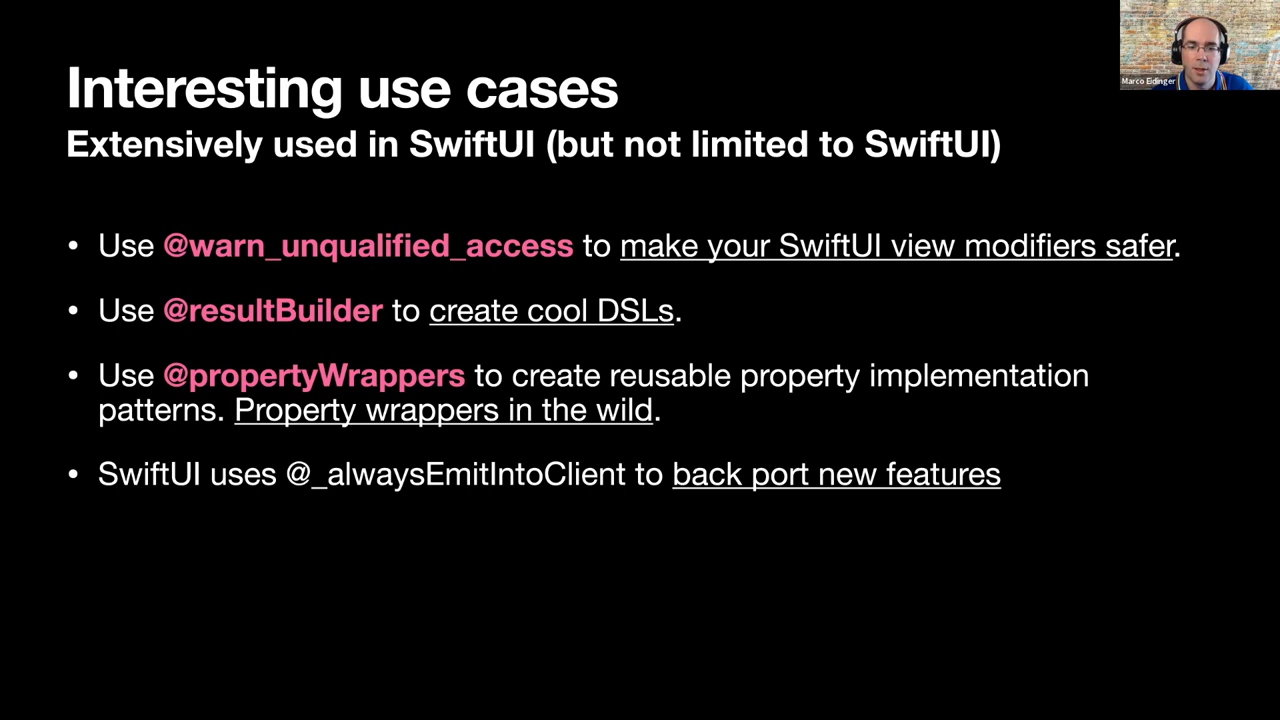 Interesting use cases
Extensively used in SwiftUI (but not limited to SwiftUI)
• Use @warn_unqualified_access to make your SwiftUI view modifiers safer.
• Use @resultBuilder to create cool DSLs.
• Use @propertyWrappers to create reusable property implementation
patterns. Property wrappers in the wild.
• SwiftUI uses @_alwaysEmitIntoClient to back port new features
Marco Eidinger